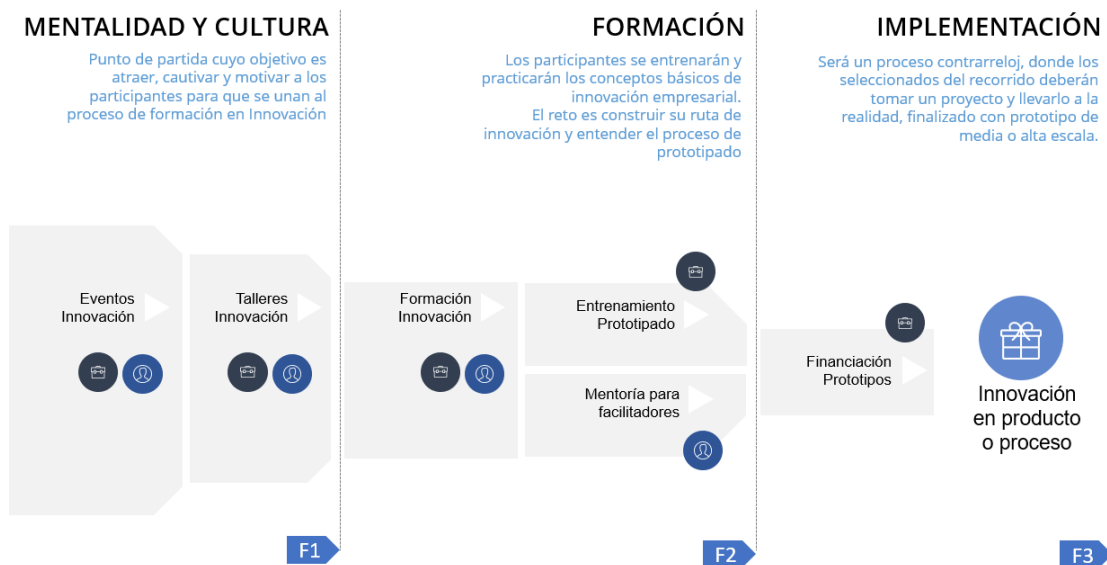 MENTALIDAD Y CULTURA
Punto de partida cuyo objetivo es
atraer, cautivar y motivar a los
participantes para que se unan al
proceso de formación en Innovación
FORMACIÓN
Los participantes se entrenarán y
practicarán los conceptos básicos de
innovación empresarial.
El reto es construir su ruta de
innovación y entender el proceso de
prototipado
IMPLEMENTACIÓN
Será un proceso contrarreloj, donde los
seleccionados del recorrido deberán
tomar un proyecto y llevarlo a la
realidad, finalizado con prototipo de
media o alta escala.
Eventos
Innovación
Talleres
Innovación
Formación
Innovación
Entrenamiento
Prototipado
Mentoría para
facilitadores
Financiación
Prototipos
Innovación
en producto
o proceso
F1
F2
F3